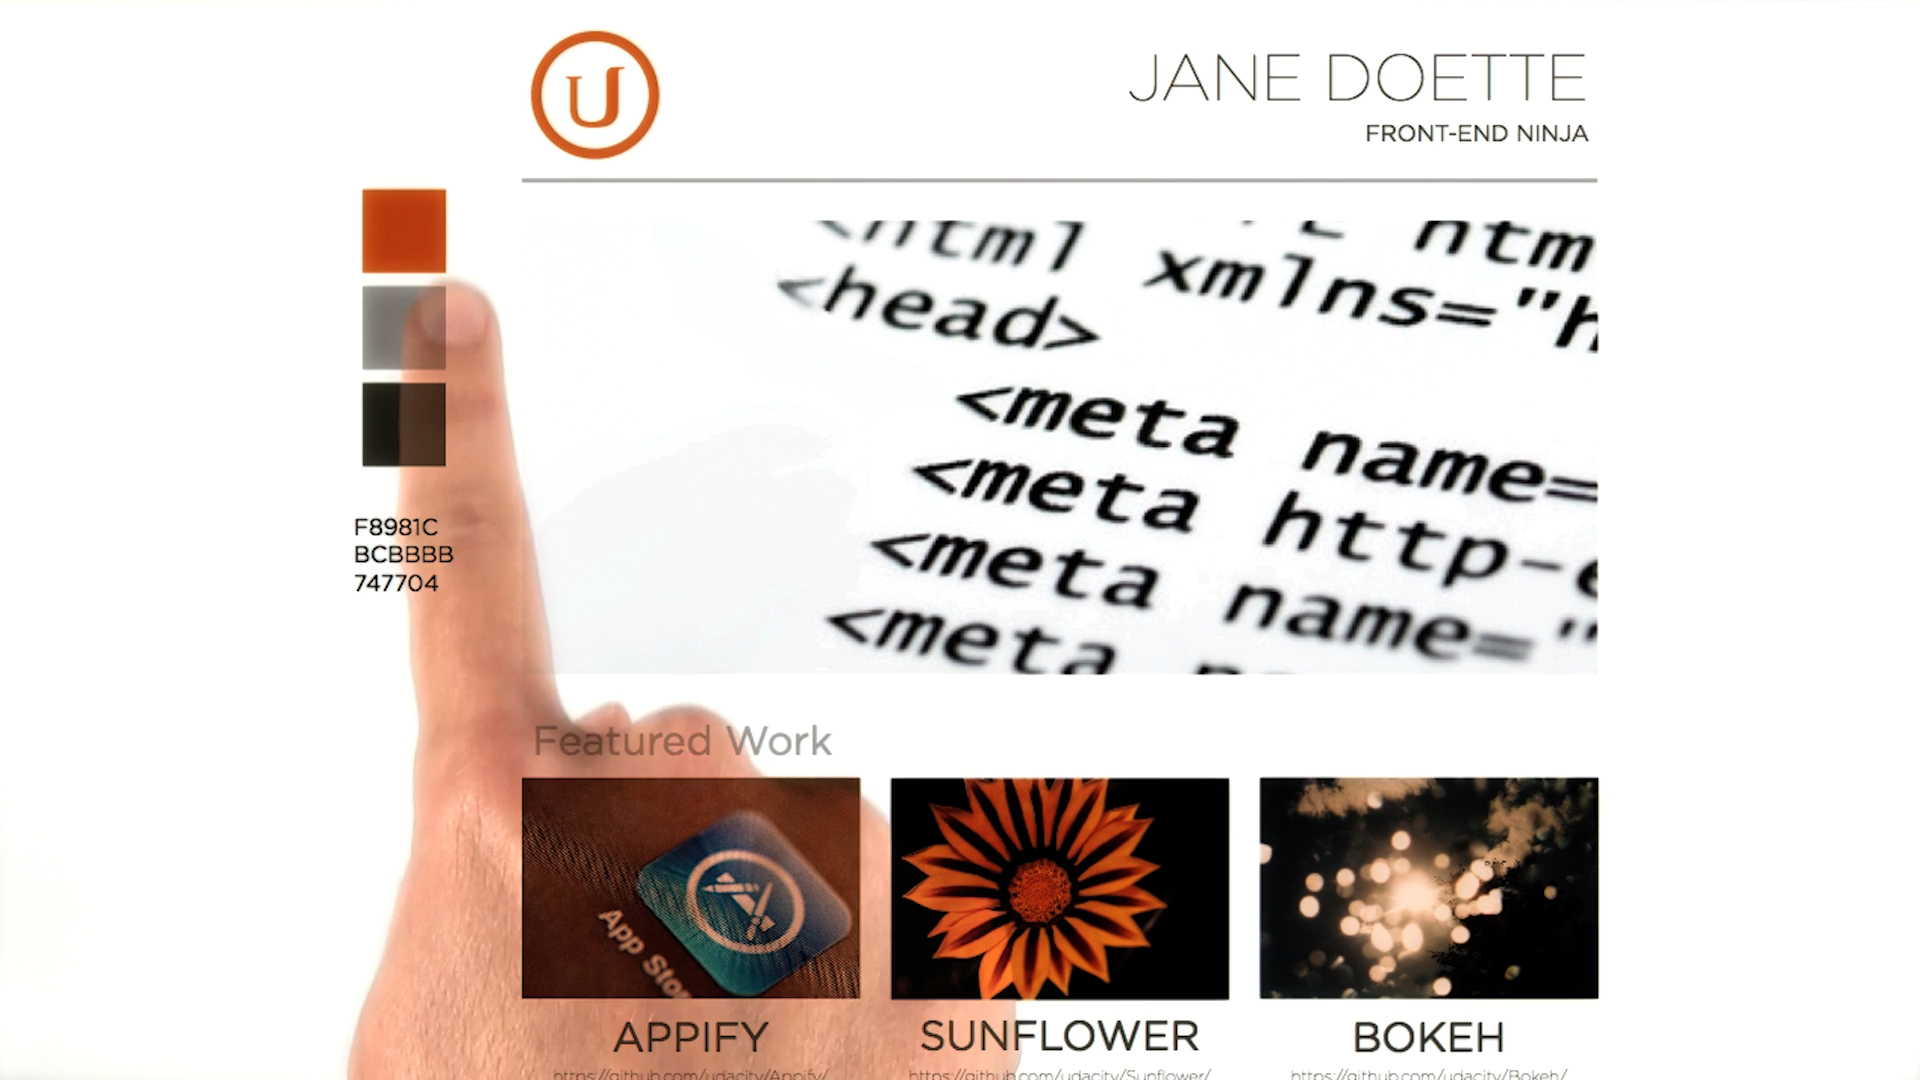 U
JANE DOETTE
FRONT-END NINJA
<html
xmlns="h
<head>
<meta name=
<meta http-e
<meta name="
<meta
F8981C
BCBBBB
747704
Featured Work
App Stor
APPIFY
SUNFLOWER
BOKEH
https://github.com/udacity/Appify/
https://github.com/udacity/Sunflower/
https://github.com/udacity/Bokeh/